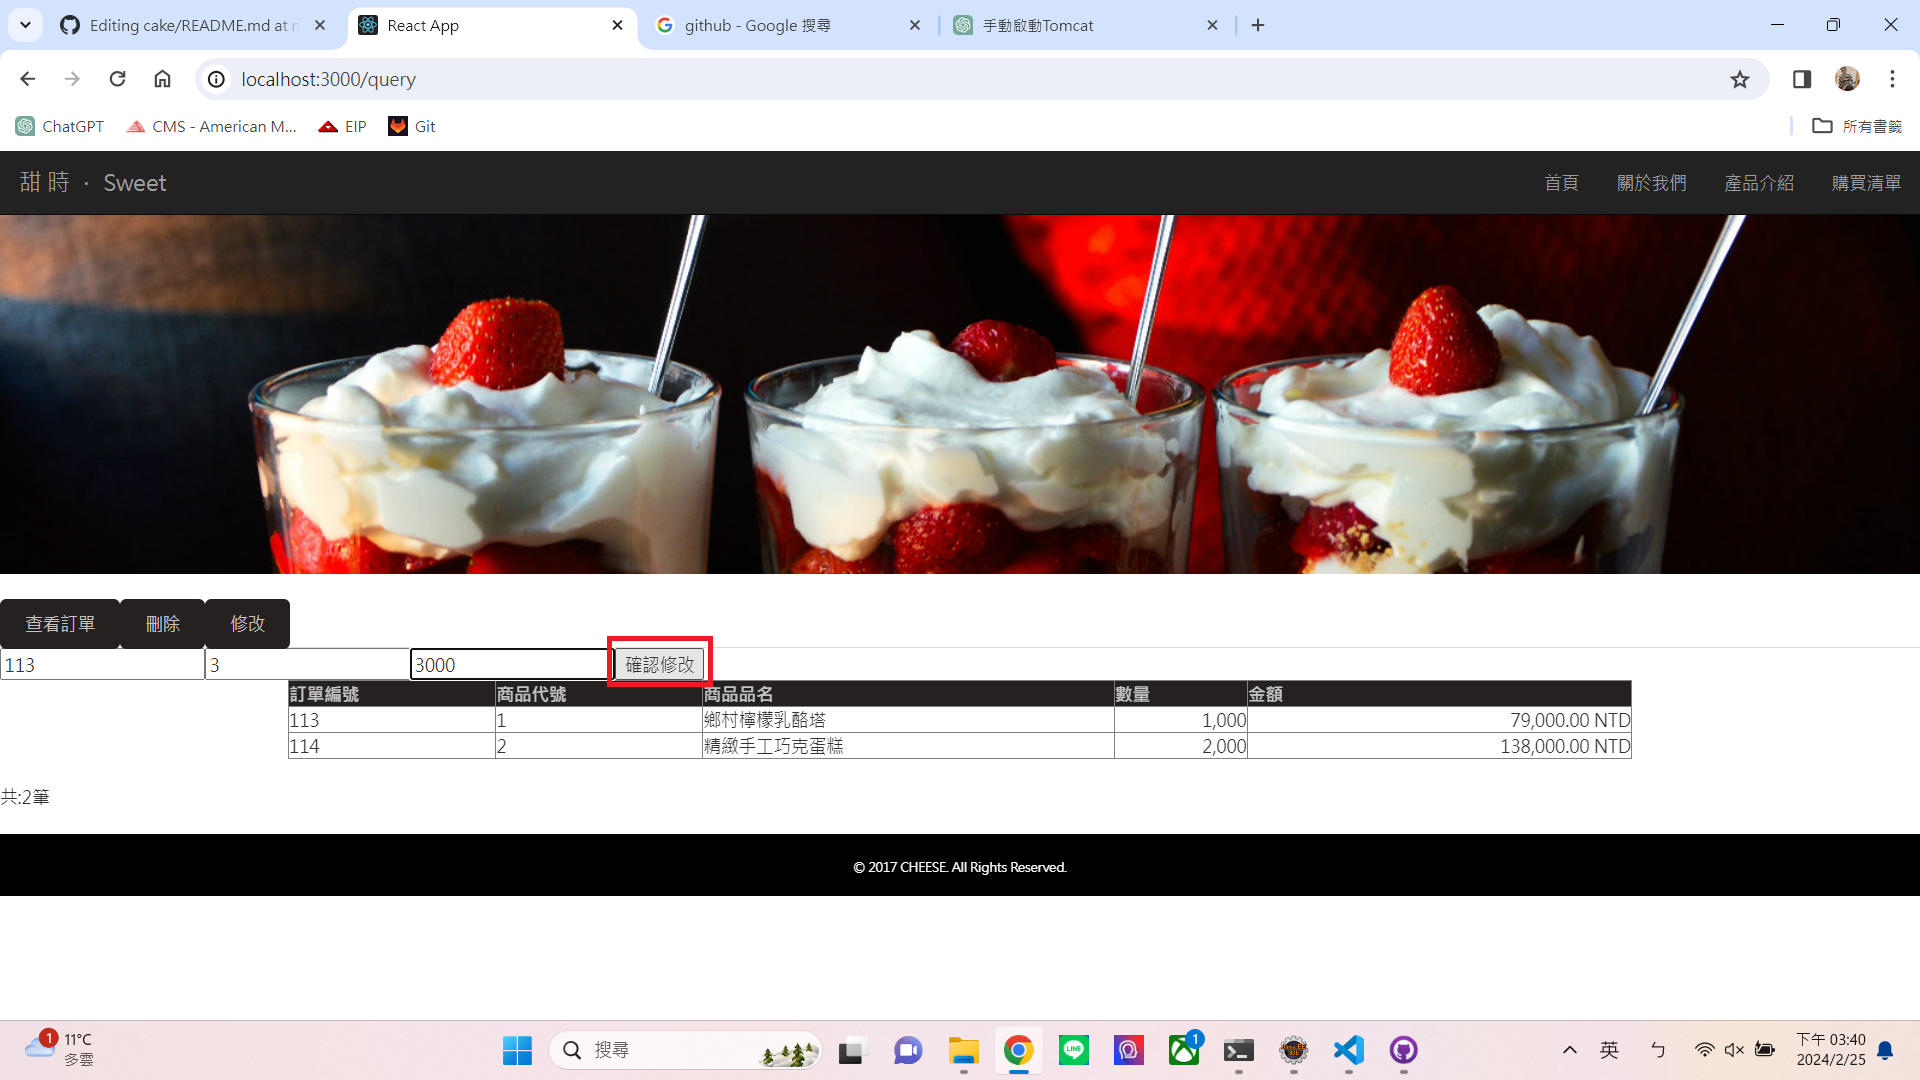 Editing cake/README.md at n
React App
github - Google 搜尋
手動啟動Tomcat
localhost:3000/query
ChatGPT
CMS - American M...
EIP
Git
所有書籤
甜 時 · Sweet
首頁
關於我們
產品介紹
購買清單
查看訂單
刪除
修改
113
3
3000
確認修改
訂單編號 商品代號 商品品名 數量 金額
113 1 鄉村檸檬乳酪塔 1,000 79,000.00 NTD
114 2 精緻手工巧克蛋糕 2,000 138,000.00 NTD
共:2筆
© 2017 CHEESE. All Rights Reserved.
1
11°C
多雲
搜尋
LINE
1
英
ㄅ
下午 03:40
2024/2/25